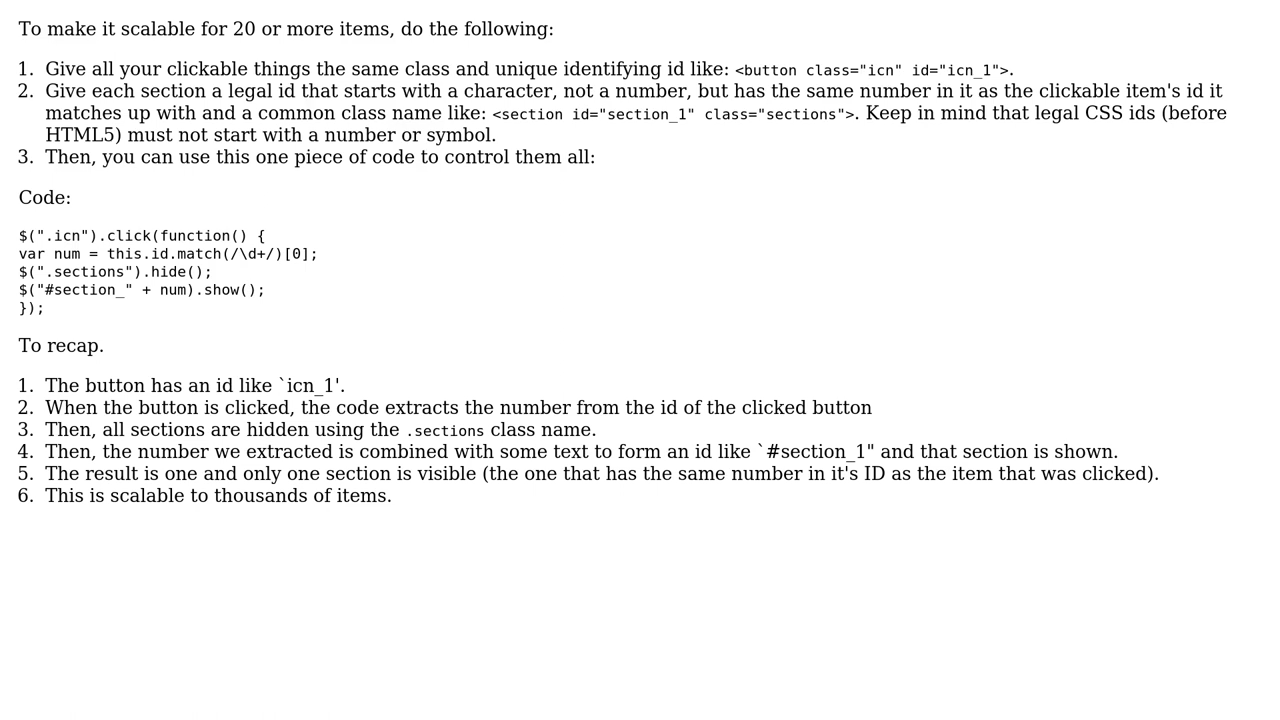 To make it scalable for 20 or more items, do the following:
1. Give all your clickable things the same class and unique identifying id like: <button class="icn" id="icn_1">.
2. Give each section a legal id that starts with a character, not a number, but has the same number in it as the clickable item's id it
matches up with and a common class name like: <section id="section_1" class="sections">. Keep in mind that legal CSS ids (before
HTML5) must not start with a number or symbol.
3. Then, you can use this one piece of code to control them all:
Code:
$(".icn").click(function() {
var num = this.id.match(/\d+/)[0];
$(".sections").hide();
$("#section_" + num).show();
});
To recap.
1. The button has an id like `icn_1'.
2. When the button is clicked, the code extracts the number from the id of the clicked button
3. Then, all sections are hidden using the .sections class name.
4. Then, the number we extracted is combined with some text to form an id like `#section_1" and that section is shown.
5. The result is one and only one section is visible (the one that has the same number in it's ID as the item that was clicked).
6. This is scalable to thousands of items.